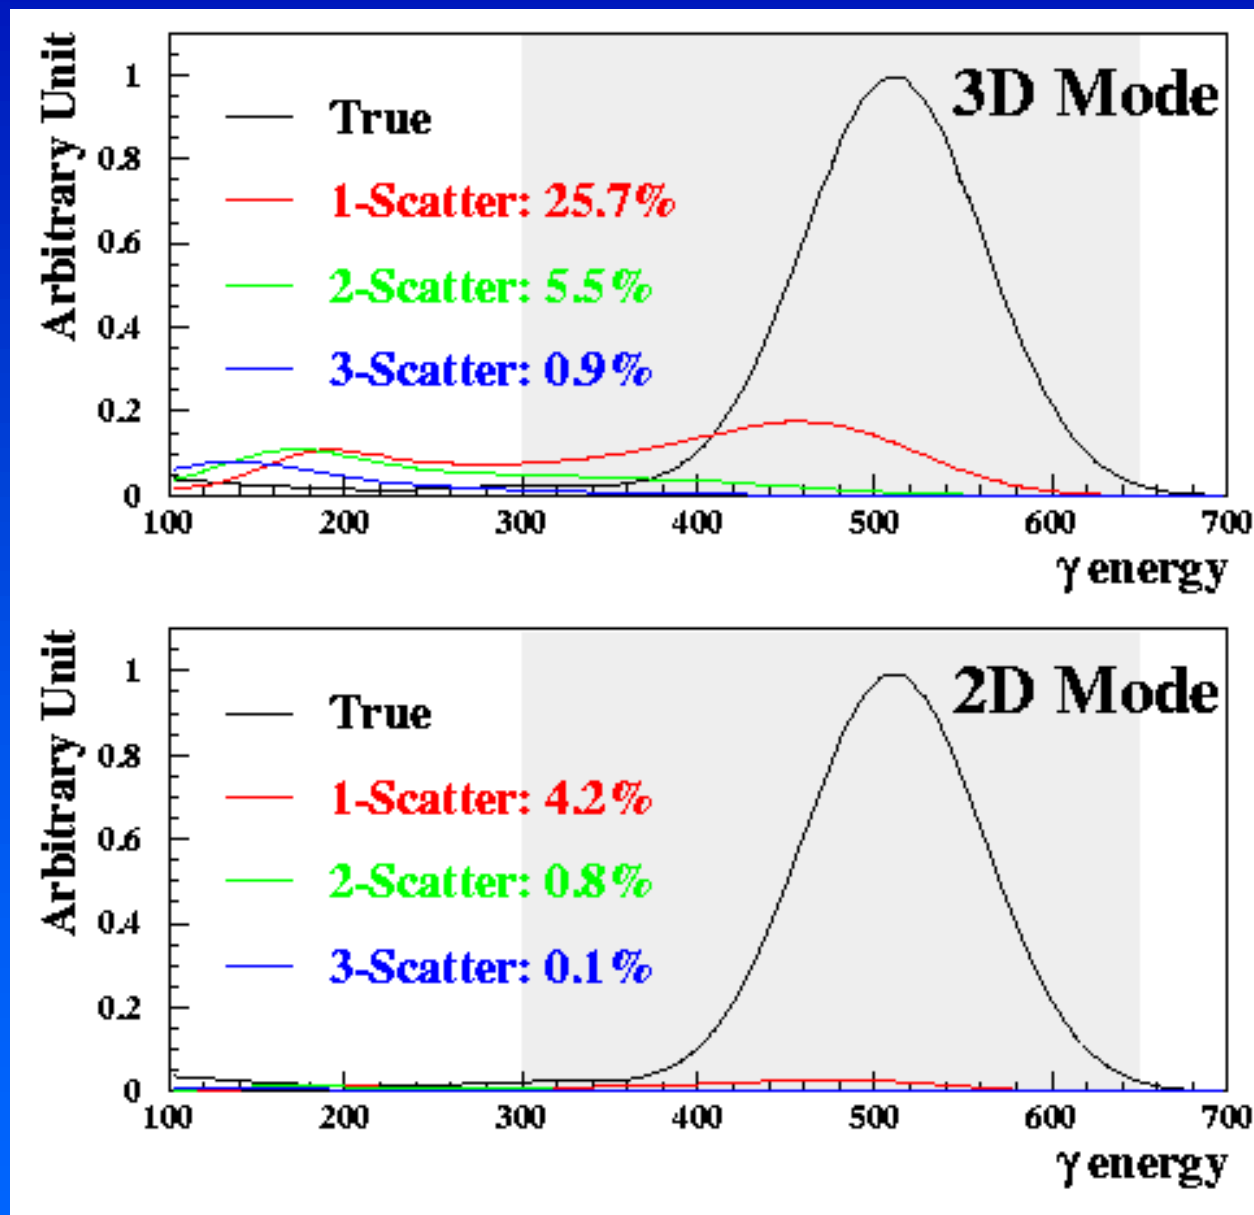 3D Mode
Arbitrary Unit
1
0.8
0.6
0.4
0.2
0
True
1-Scatter: 25.7%
2-Scatter: 5.5%
3-Scatter: 0.9%
100 200 300 400 500 600 700
γ energy
2D Mode
Arbitrary Unit
1
0.8
0.6
0.4
0.2
0
True
1-Scatter: 4.2%
2-Scatter: 0.8%
3-Scatter: 0.1%
100 200 300 400 500 600 700
γ energy